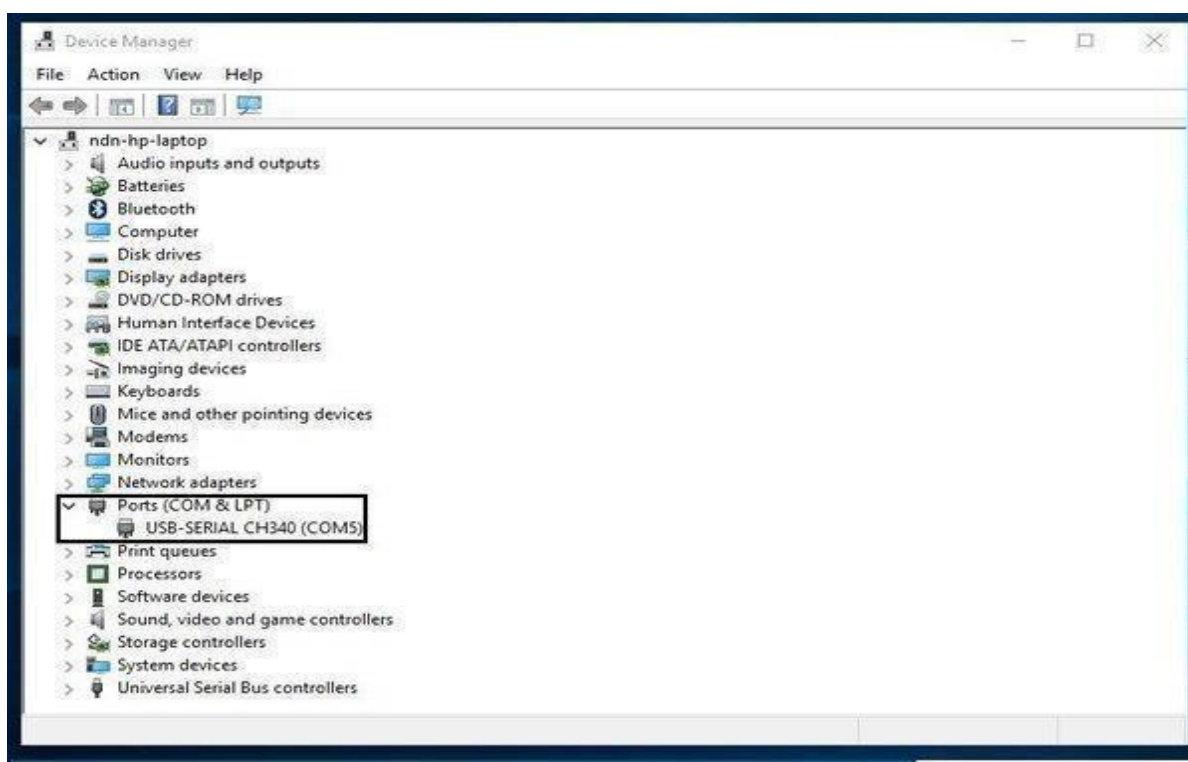 Device Manager
File Action View Help
ndn-hp-laptop
Audio inputs and outputs
Batteries
Bluetooth
Computer
Disk drives
Display adapters
DVD/CD-ROM drives
Human Interface Devices
IDE ATA/ATAPI controllers
Imaging devices
Keyboards
Mice and other pointing devices
Modems
Monitors
Network adapters
Ports (COM & LPT)
USB-SERIAL CH340 (COM5)
Print queues
Processors
Software devices
Sound, video and game controllers
Storage controllers
System devices
Universal Serial Bus controllers